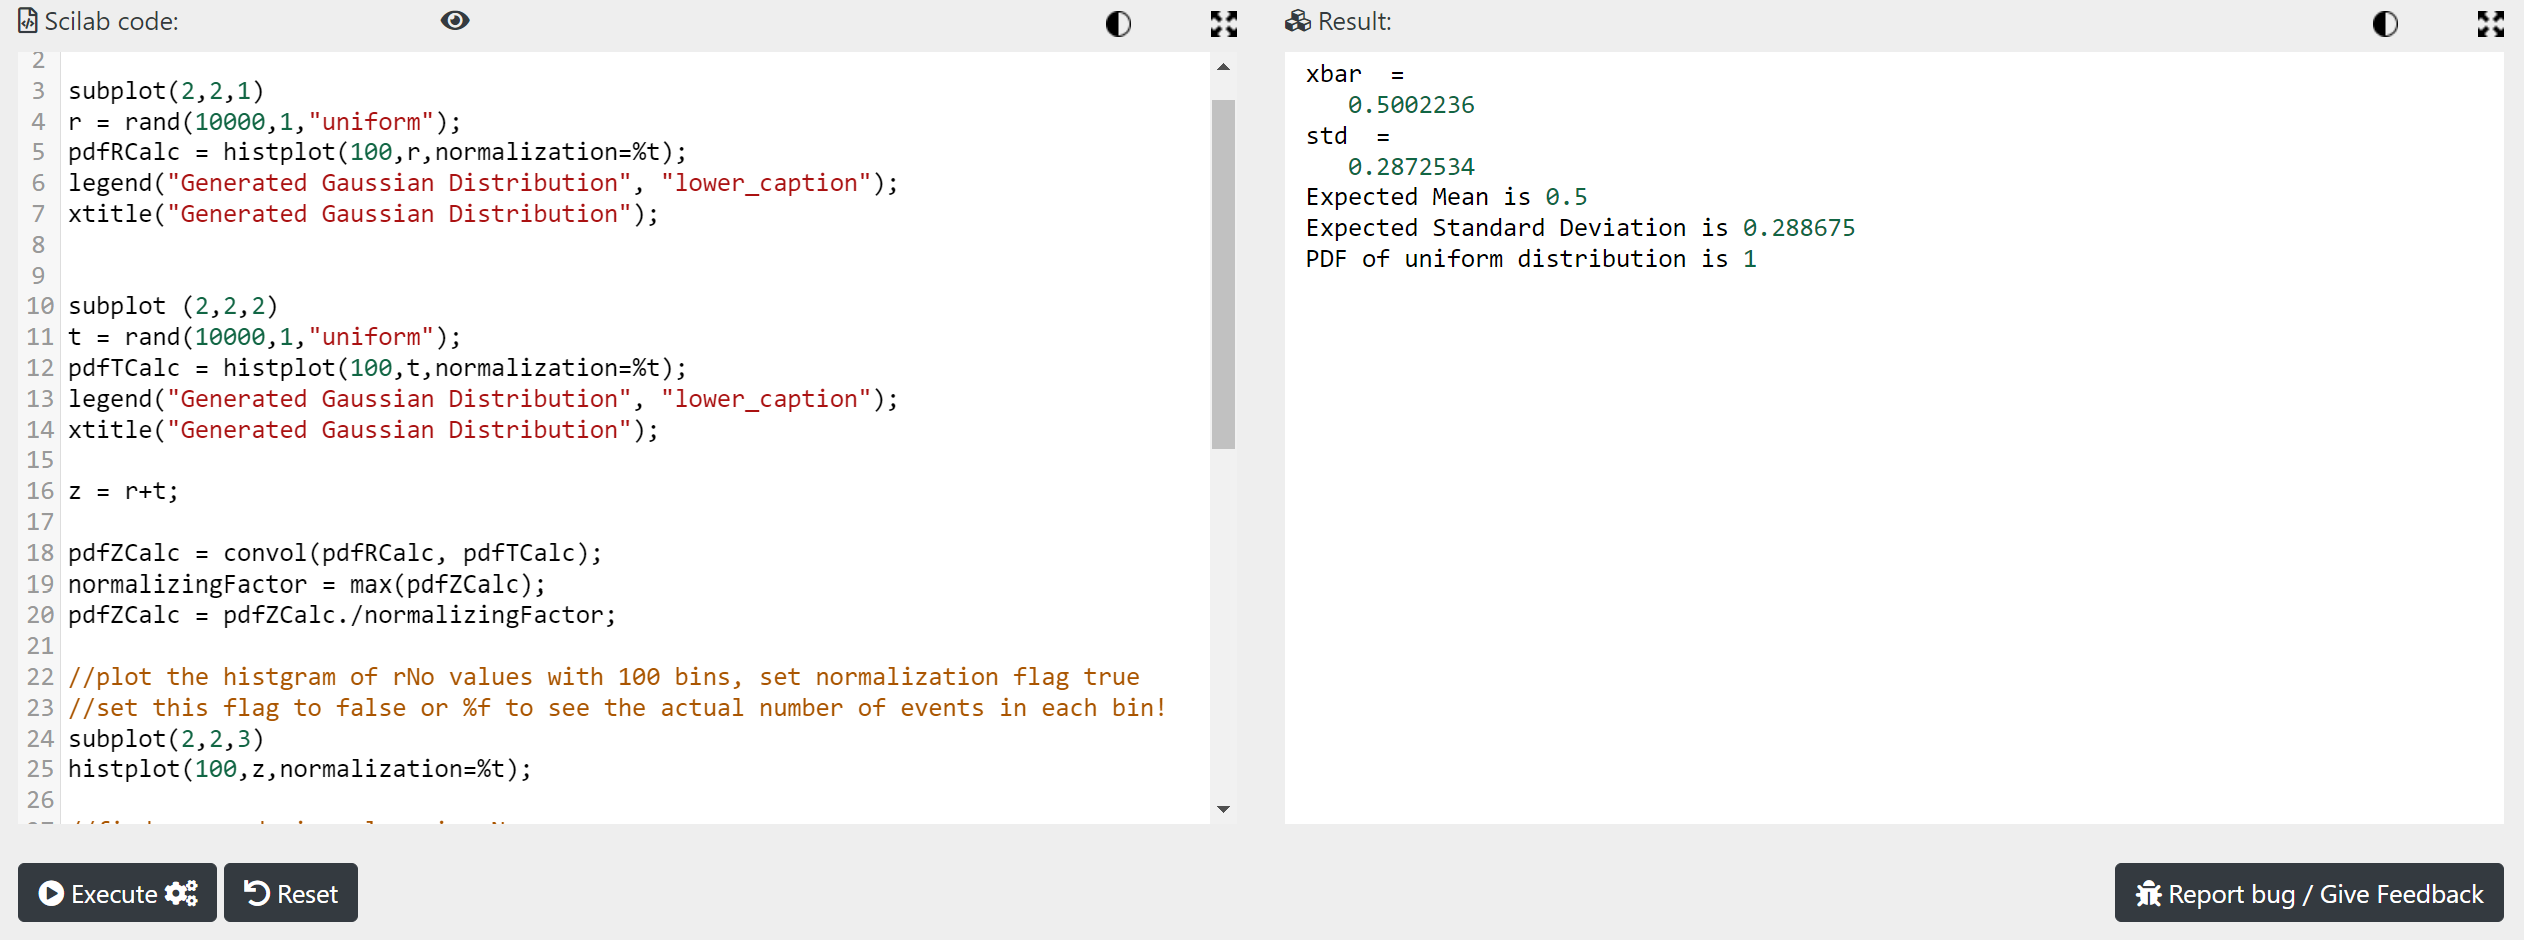 Scilab code:
2
3 subplot(2,2,1)
4 r = rand(10000,1,"uniform");
5 pdfRCalc = histplot(100,r,normalization=%t);
6 legend("Generated Gaussian Distribution", "lower_caption");
7 xtitle("Generated Gaussian Distribution");
8
9
10 subplot (2,2,2)
11 t = rand(10000,1,"uniform");
12 pdfTCalc = histplot(100,t,normalization=%t);
13 legend("Generated Gaussian Distribution", "lower_caption");
14 xtitle("Generated Gaussian Distribution");
15
16 z = r+t;
17
18 pdfZCalc = convol(pdfRCalc, pdfTCalc);
19 normalizingFactor = max(pdfZCalc);
20 pdfZCalc = pdfZCalc./normalizingFactor;
21
22 //plot the histgram of rNo values with 100 bins, set normalization flag true
23 //set this flag to false or %f to see the actual number of events in each bin!
24 subplot(2,2,3)
25 histplot(100,z,normalization=%t);
26
Execute
Reset
Result:
xbar  =
0.5002236
std  =
0.2872534
Expected Mean is 0.5
Expected Standard Deviation is 0.288675
PDF of uniform distribution is 1
Report bug / Give Feedback